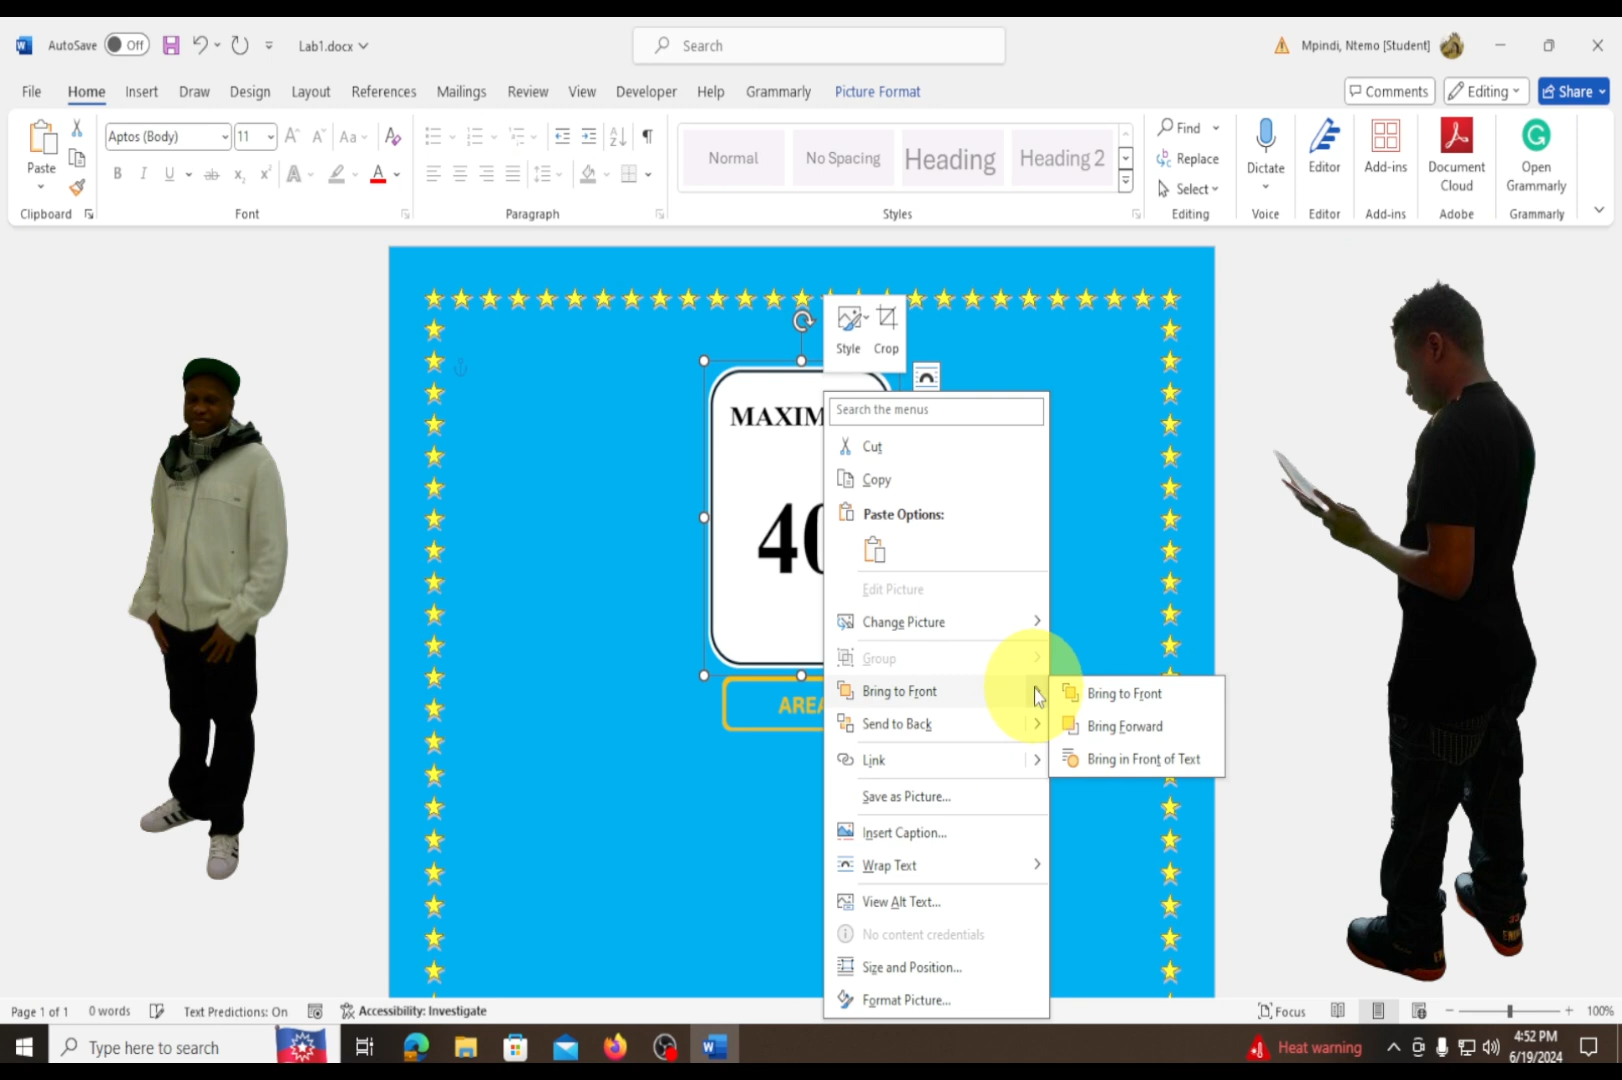 AutoSave Off Lab1.docx Search Mpindi, Ntemo [Student]
File Home Insert Draw Design Layout References Mailings Review View Developer Help Grammarly Picture Format Comments Editing Share
Paste
Aptos (Body) 11 Aa
B I U ab x₂ x² A A
Normal No Spacing Heading Heading 2
Find
Replace
Select
Dictate Editor Add-ins Document Cloud Open Grammarly
Clipboard Font Paragraph Styles Editing Voice Editor Add-ins Adobe Grammarly
Style Crop
MAXIM
40
AREA
Search the menus
Cut
Copy
Paste Options:
Edit Picture
Change Picture
Group
Bring to Front
Send to Back
Link
Save as Picture...
Insert Caption...
Wrap Text
View Alt Text...
No content credentials
Size and Position...
Format Picture...
Bring to Front
Bring Forward
Bring in Front of Text
Page 1 of 1 0 words Text Predictions: On Accessibility: Investigate Focus 100%
Type here to search Heat warning 4:52 PM
6/19/2024